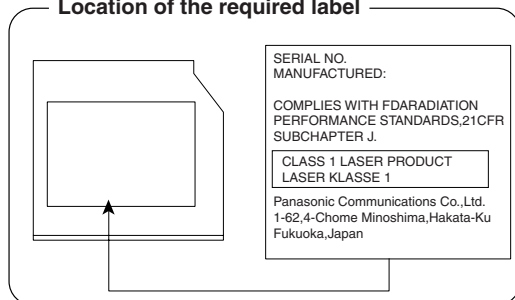 Location of the required label
SERIAL NO.
MANUFACTURED:
COMPLIES WITH FDARADIATION
PERFORMANCE STANDARDS,21CFR
SUBCHAPTER J.
CLASS 1 LASER PRODUCT
LASER KLASSE 1
Panasonic Communications Co.,Ltd.
1-62,4-Chome Minoshima,Hakata-Ku
Fukuoka,Japan